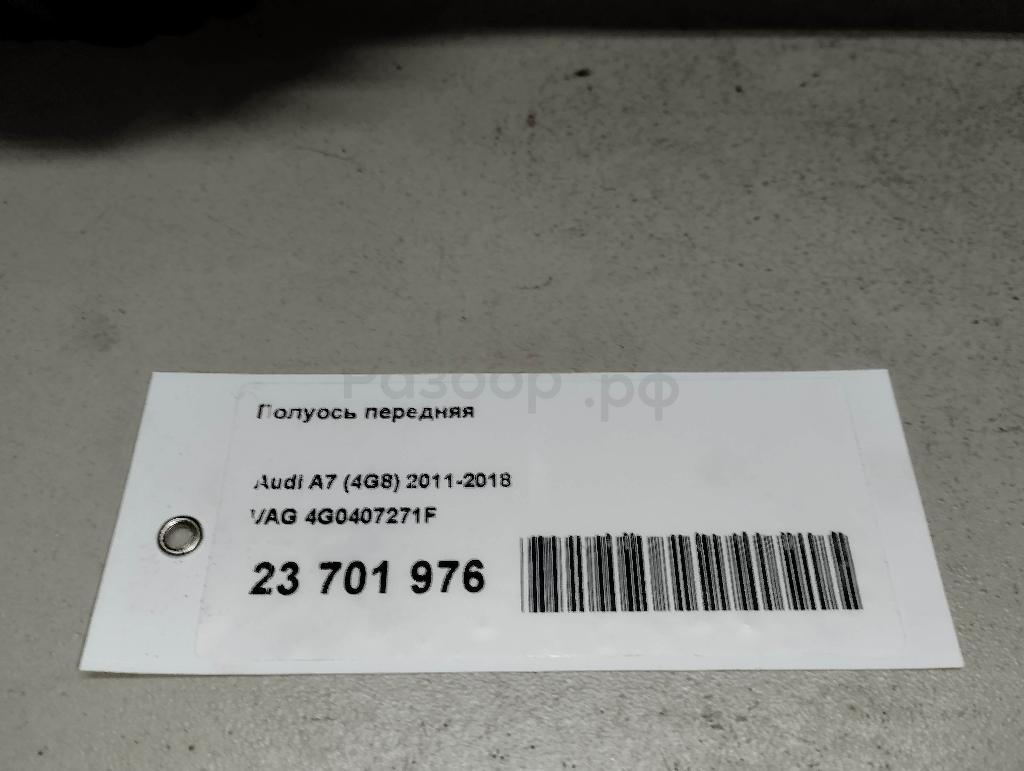 Разбор.рф
Полуось передняя
Audi A7 (4G8) 2011-2018
VAG 4G0407271F
23 701 976